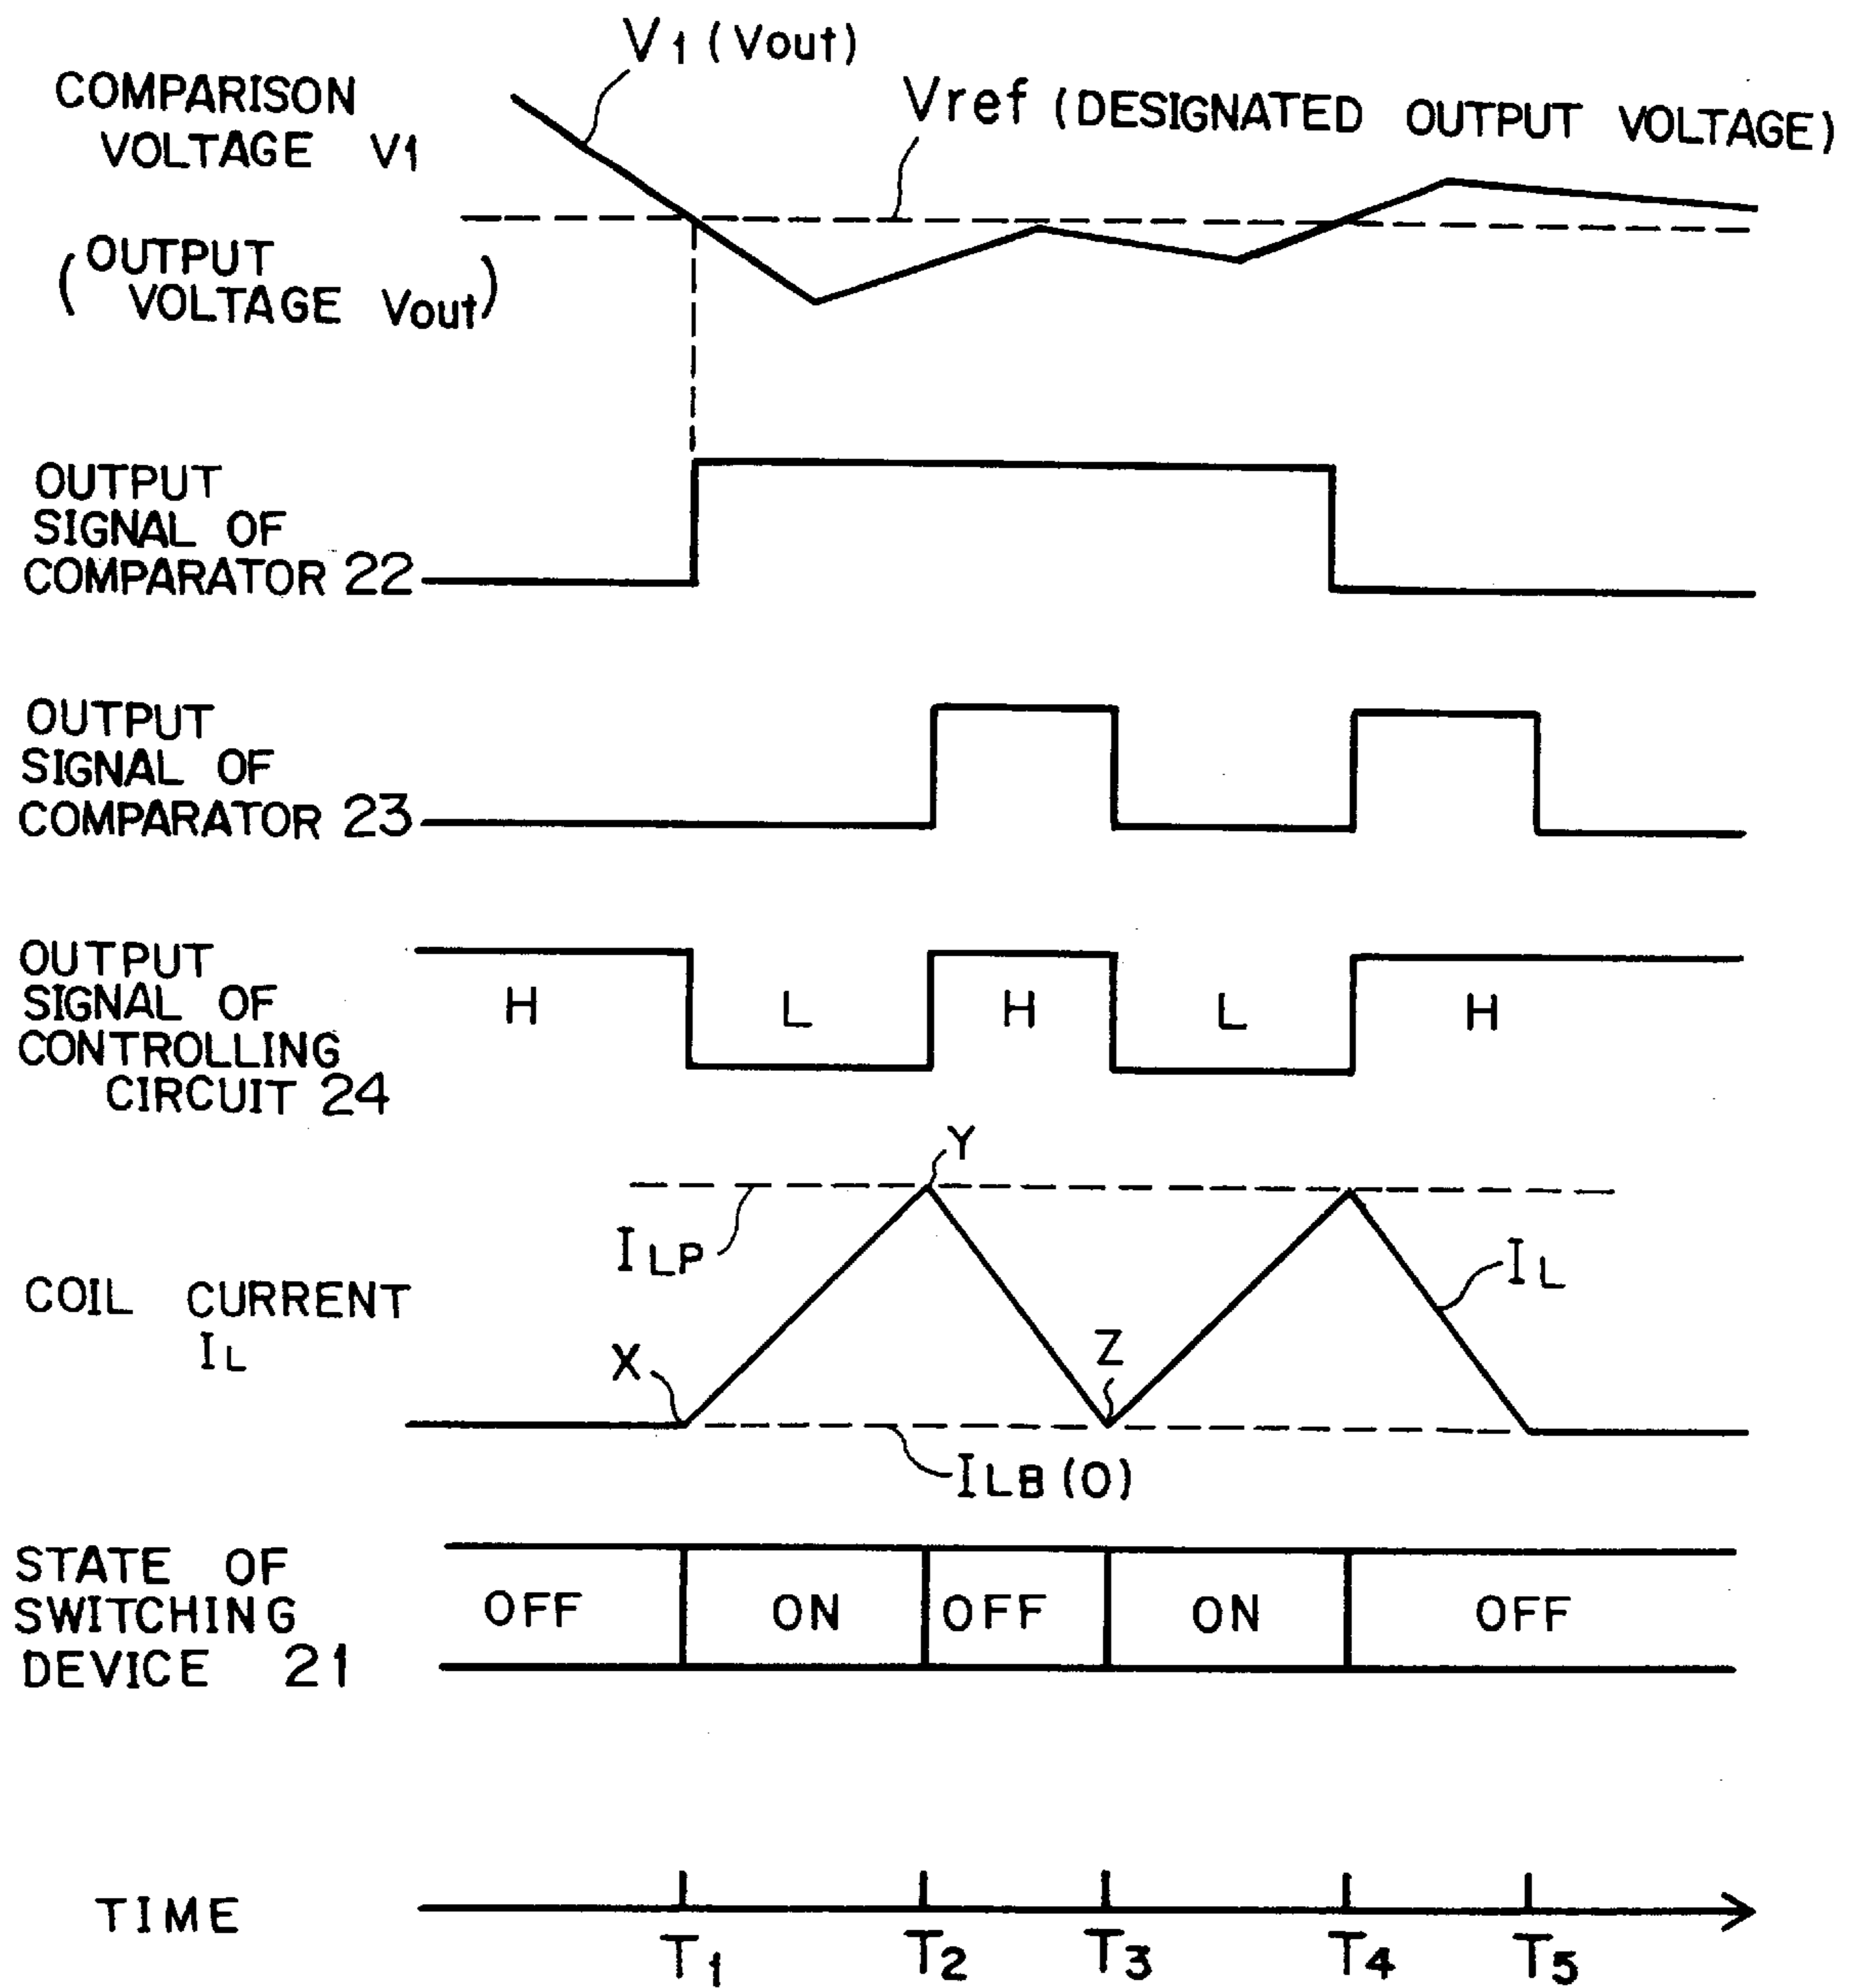 V1 (Vout)
COMPARISON
VOLTAGE V1
Vref (DESIGNATED OUTPUT VOLTAGE)
(OUTPUT
VOLTAGE Vout)
OUTPUT
SIGNAL OF
COMPARATOR 22
OUTPUT
SIGNAL OF
COMPARATOR 23
OUTPUT
SIGNAL OF
CONTROLLING
CIRCUIT 24
H L H L H
Y
ILP
IL
COIL CURRENT
IL
X
Z
ILB (0)
STATE OF
SWITCHING
DEVICE 21
OFF ON OFF ON OFF
TIME
T1 T2 T3 T4 T5